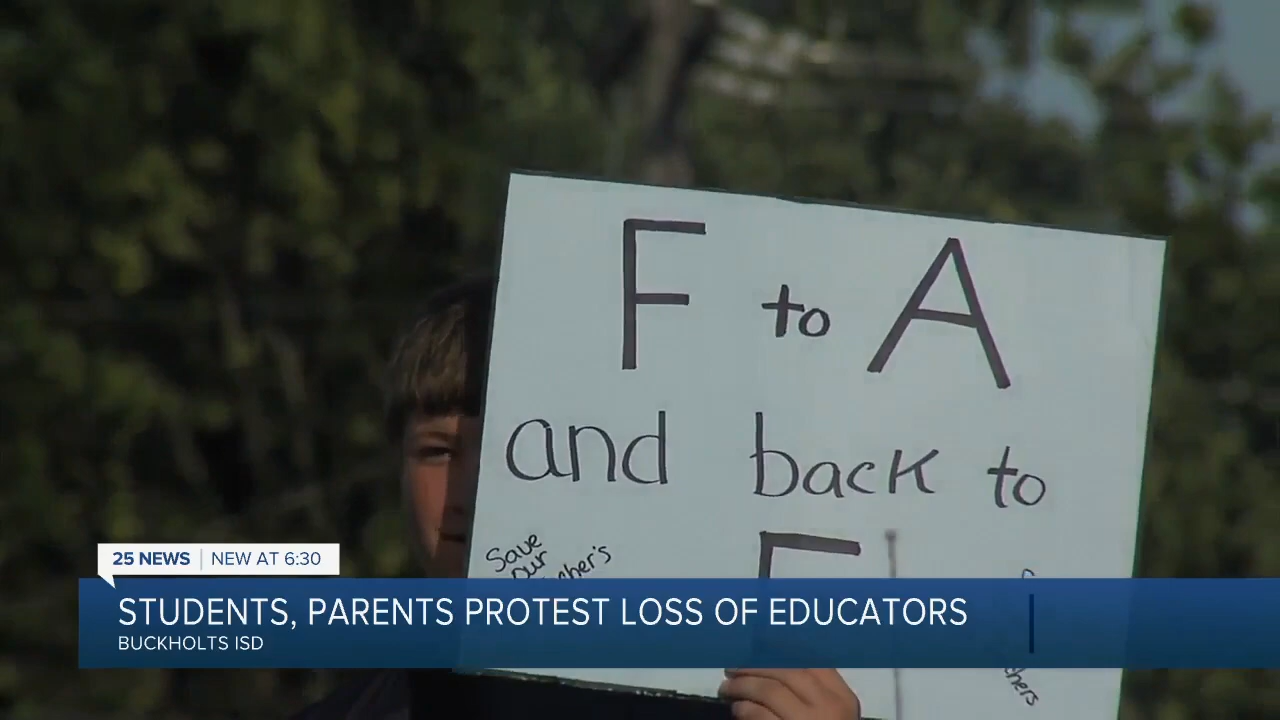 F to A
and back to
F
Save
our
25 NEWS | NEW AT 6:30
STUDENTS, PARENTS PROTEST LOSS OF EDUCATORS
BUCKHOLTS ISD